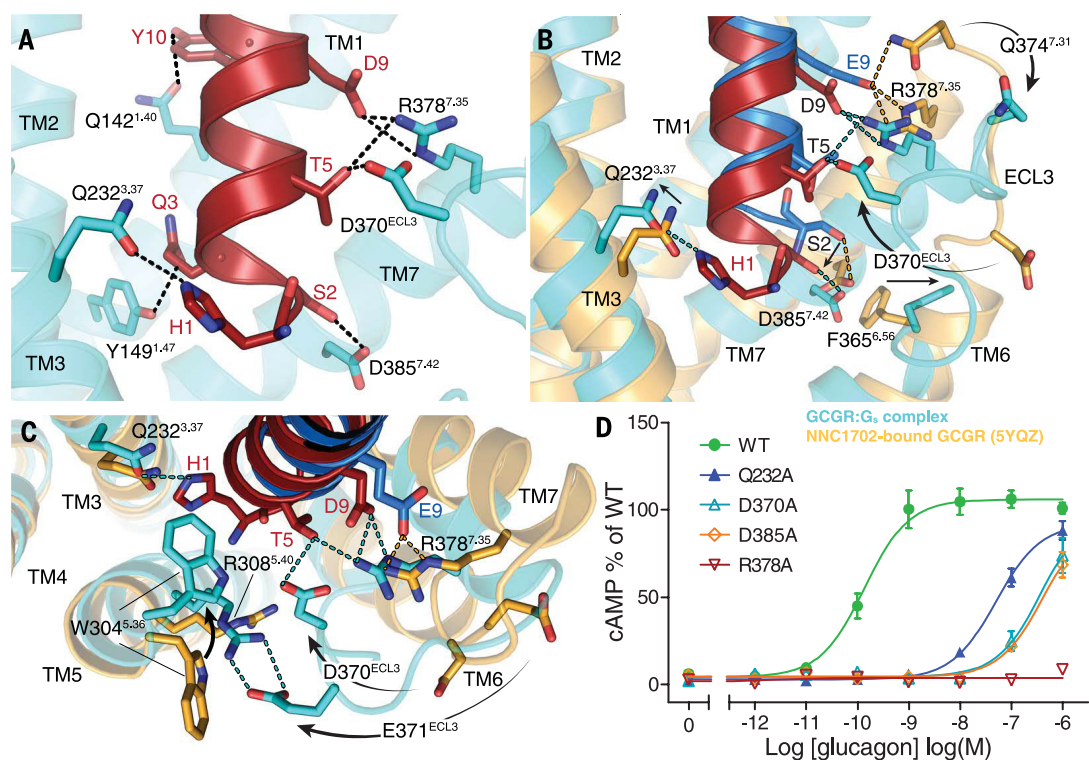 A
Y10
TM1
D9
R378^7.35
TM2
Q142^1.40
T5
Q232^3.37
Q3
D370^ECL3
TM7
S2
H1
Y149^1.47
TM3
D385^7.42
B
Q374^7.31
TM2
E9
D9
R378^7.35
TM1
T5
Q232^3.37
ECL3
S2
D370^ECL3
H1
TM3
D385^7.42
F365^6.56
TM7
TM6
C
Q232^3.37
H1
TM3
D9
TM7
E9
T5
R378^7.35
TM4
R308^5.40
W304^5.36
TM5
D370^ECL3
TM6
E371^ECL3
D
GCGR:Gs complex
NNC1702-bound GCGR (5YQZ)
150
100
50
0
cAMP % of WT
WT
Q232A
D370A
D385A
R378A
0 -12 -11 -10 -9 -8 -7 -6
Log [glucagon] log(M)